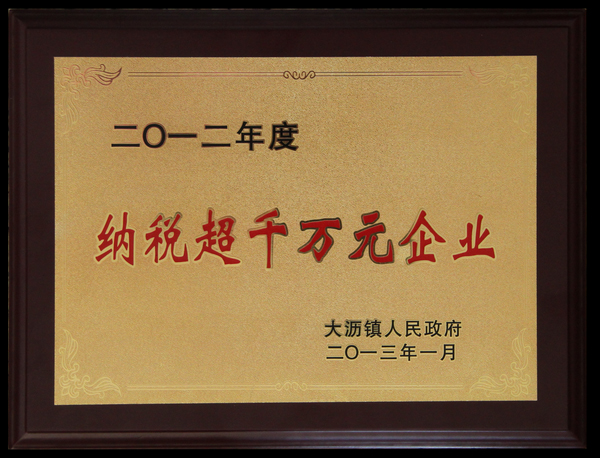 二〇一二年度
纳税超千万元企业
大沥镇人民政府
二〇一三年一月